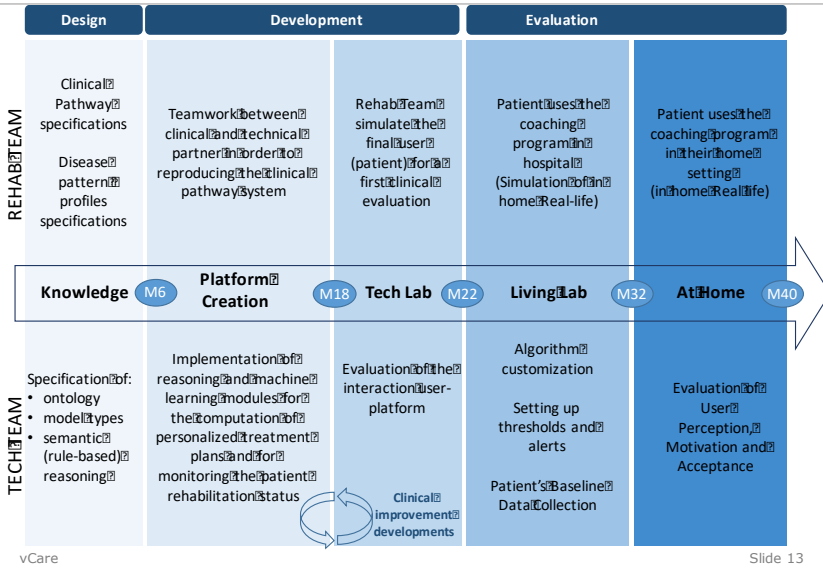 Design
Development
Evaluation
REHAB TEAM
Clinical
Pathway
specifications
Disease
pattern
profiles
specifications
Teamwork between
clinical and technical
partner in order to
reproducing the clinical
pathway system
Rehab Team
simulate the
final user
(patient) for a
first clinical
evaluation
Patient uses the
coaching
program in
hospital
(Simulation of in
home Real-life)
Patient uses the
coaching program
in their home
setting
(in home Real life)
Knowledge
M6
Platform
Creation
M18
Tech Lab
M22
Living Lab
M32
At Home
M40
TECH TEAM
Specification of:
• ontology
• model types
• semantic
(rule-based)
reasoning
Implementation of
reasoning and machine
learning modules for
the computation of
personalized treatment
plans and for
monitoring the patient
rehabilitation status
Evaluation of the
interaction user-
platform
Clinical
improvement
developments
Algorithm
customization
Setting up
thresholds and
alerts
Patient's Baseline
Data Collection
Evaluation of
User
Perception,
Motivation and
Acceptance
vCare
Slide 13